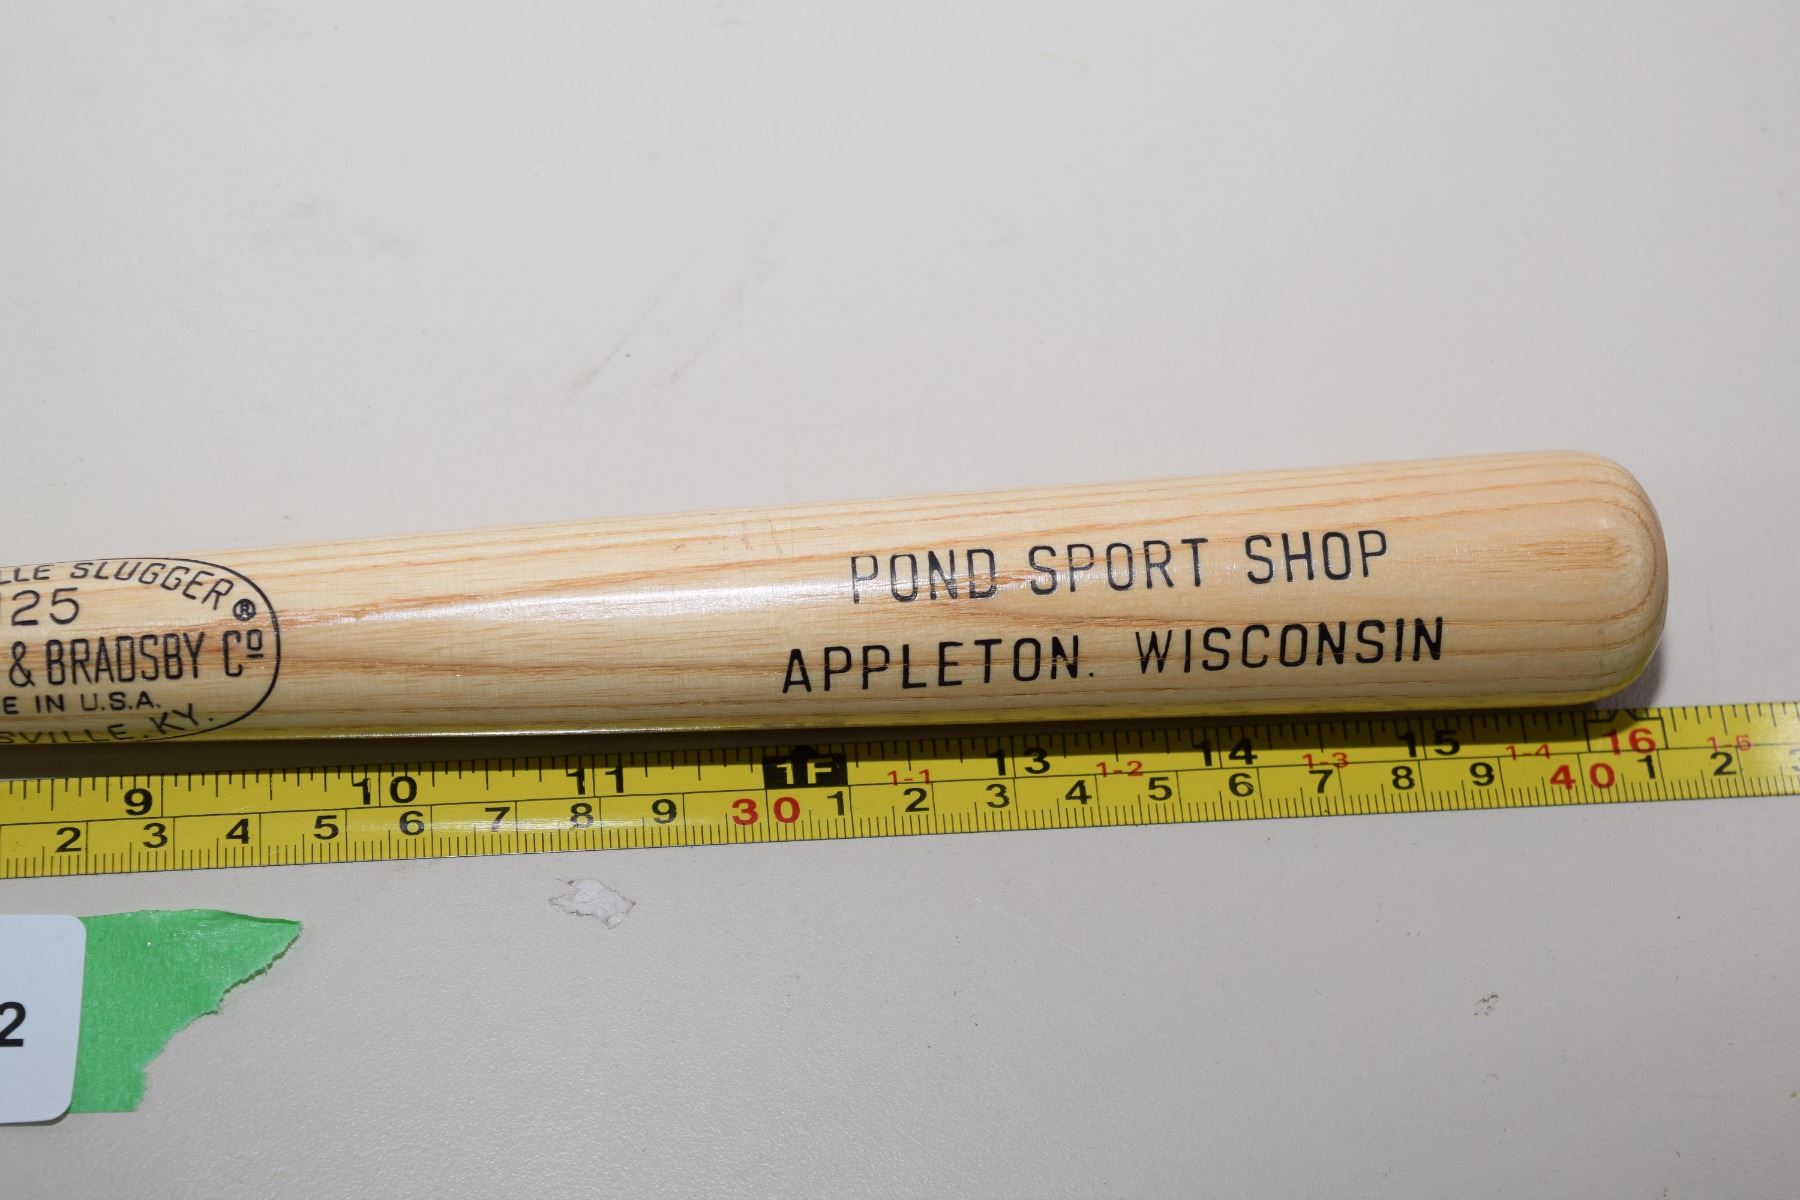 LLE SLUGGER®
125
& BRADSBY Cº
E IN U.S.A.
SVILLE, KY.
POND SPORT SHOP
APPLETON. WISCONSIN
9 10 11 1F 13 14 15 16
1-1 1-2 1-3 1-4 1-5
2 3 4 5 6 7 8 9 30 1 2 3 4 5 6 7 8 9 40 1 2 3
2